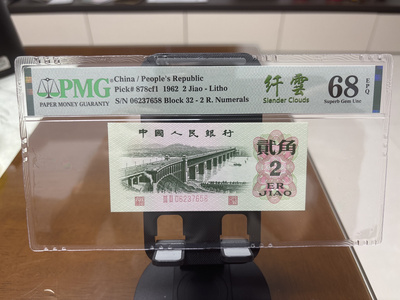 PMG
PAPER MONEY GUARANTY
China / People's Republic
Pick# 878cf1 1962 2 Jiao - Litho
S/N 06237658 Block 32 - 2 R. Numerals
纤雲
Slender Clouds
68 EPQ
Superb Gem Unc
中國人民銀行
贰角
2
ER
JIAO
06237658